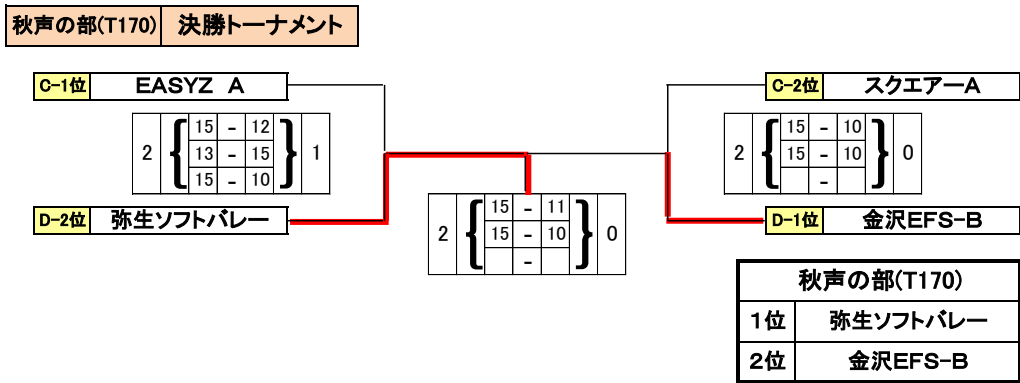 秋声の部(T170) 決勝トーナメント
C-1位 EASYZ A
C-2位 スクエアーA
2 { 15 - 12 } 1
13 - 15
15 - 10
2 { 15 - 10 } 0
15 - 10
-
D-2位 弥生ソフトバレー
D-1位 金沢EFS-B
2 { 15 - 11 } 0
15 - 10
-
秋声の部(T170)
1位 弥生ソフトバレー
2位 金沢EFS-B